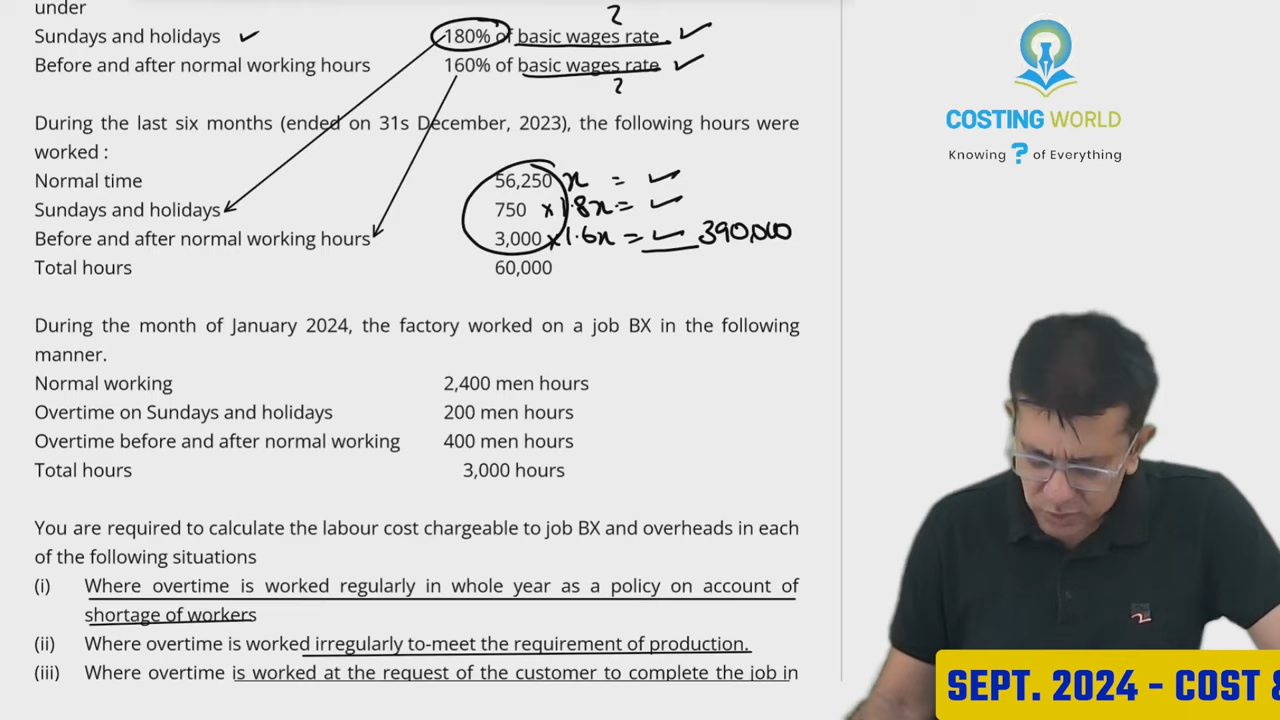 under
2
Sundays and holidays ✓ 180% of basic wages rate ✓
Before and after normal working hours 160% of basic wages rate ✓
?
During the last six months (ended on 31s December, 2023), the following hours were
worked :
Normal time 56,250 x = ✓
Sundays and holidays 750 x 1.8x = ✓
Before and after normal working hours 3,000 x 1.6x = ✓ 390,000
Total hours 60,000
During the month of January 2024, the factory worked on a job BX in the following
manner.
Normal working 2,400 men hours
Overtime on Sundays and holidays 200 men hours
Overtime before and after normal working 400 men hours
Total hours 3,000 hours
You are required to calculate the labour cost chargeable to job BX and overheads in each
of the following situations
(i) Where overtime is worked regularly in whole year as a policy on account of
shortage of workers
(ii) Where overtime is worked irregularly to-meet the requirement of production.
(iii) Where overtime is worked at the request of the customer to complete the job in
COSTING WORLD
Knowing ? of Everything
SEPT. 2024 - COST &